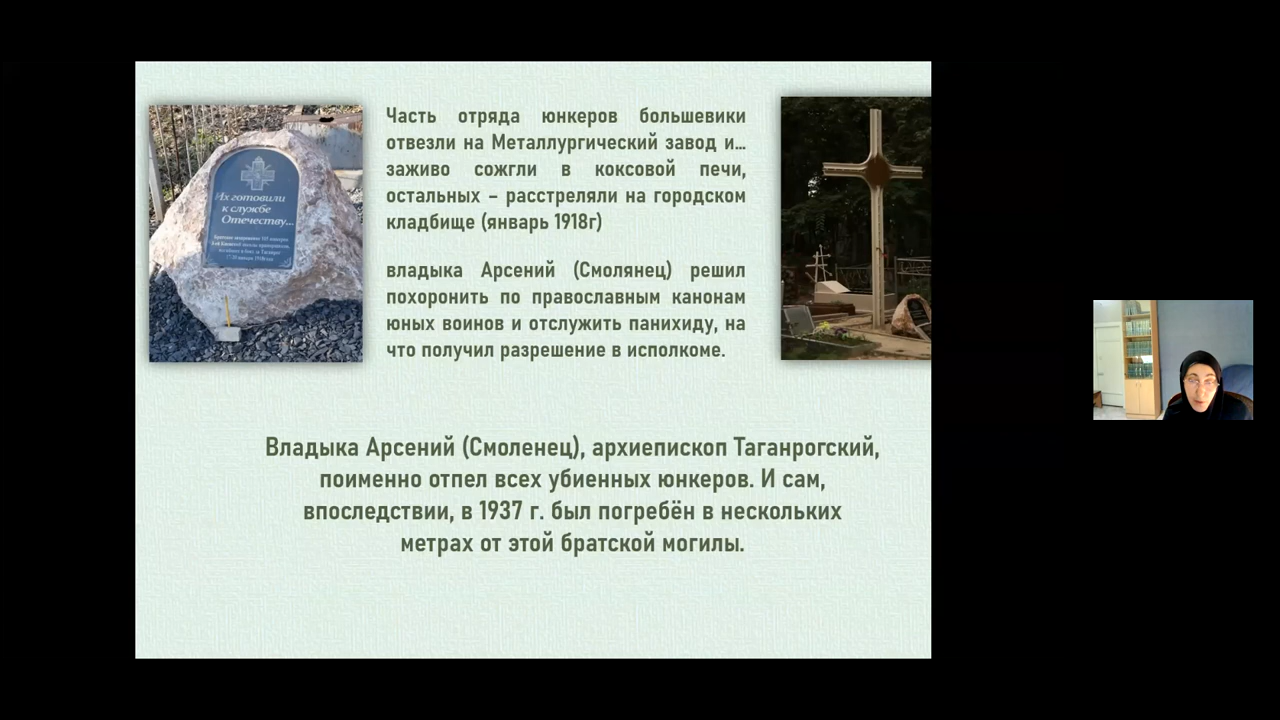 Их готовили
к службе
Отечеству...
Часть отряда юнкеров большевики
отвезли на Металлургический завод и…
заживо сожгли в коксовой печи,
остальных – расстреляли на городском
кладбище (январь 1918г)
владыка Арсений (Смолянец) решил
похоронить по православным канонам
юных воинов и отслужить панихиду, на
что получил разрешение в исполкоме.
Владыка Арсений (Смоленец), архиепископ Таганрогский,
поименно отпел всех убиенных юнкеров. И сам,
впоследствии, в 1937 г. был погребён в нескольких
метрах от этой братской могилы.